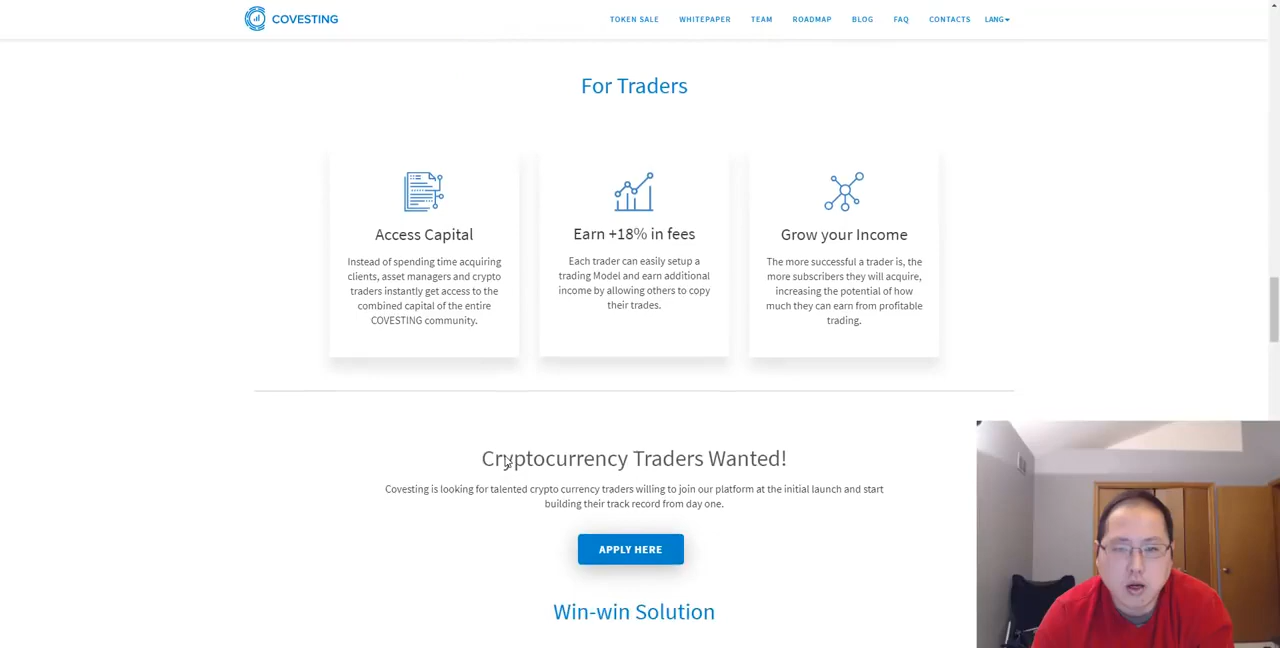 COVESTING
TOKEN SALE WHITEPAPER TEAM ROADMAP BLOG FAQ CONTACTS LANG
For Traders
Access Capital
Instead of spending time acquiring
clients, asset managers and crypto
traders instantly get access to the
combined capital of the entire
COVESTING community.
Earn +18% in fees
Each trader can easily setup a
trading Model and earn additional
income by allowing others to copy
their trades.
Grow your Income
The more successful a trader is, the
more subscribers they will acquire,
increasing the potential of how
much they can earn from profitable
trading.
Cryptocurrency Traders Wanted!
Covesting is looking for talented crypto currency traders willing to join our platform at the initial launch and start
building their track record from day one.
APPLY HERE
Win-win Solution